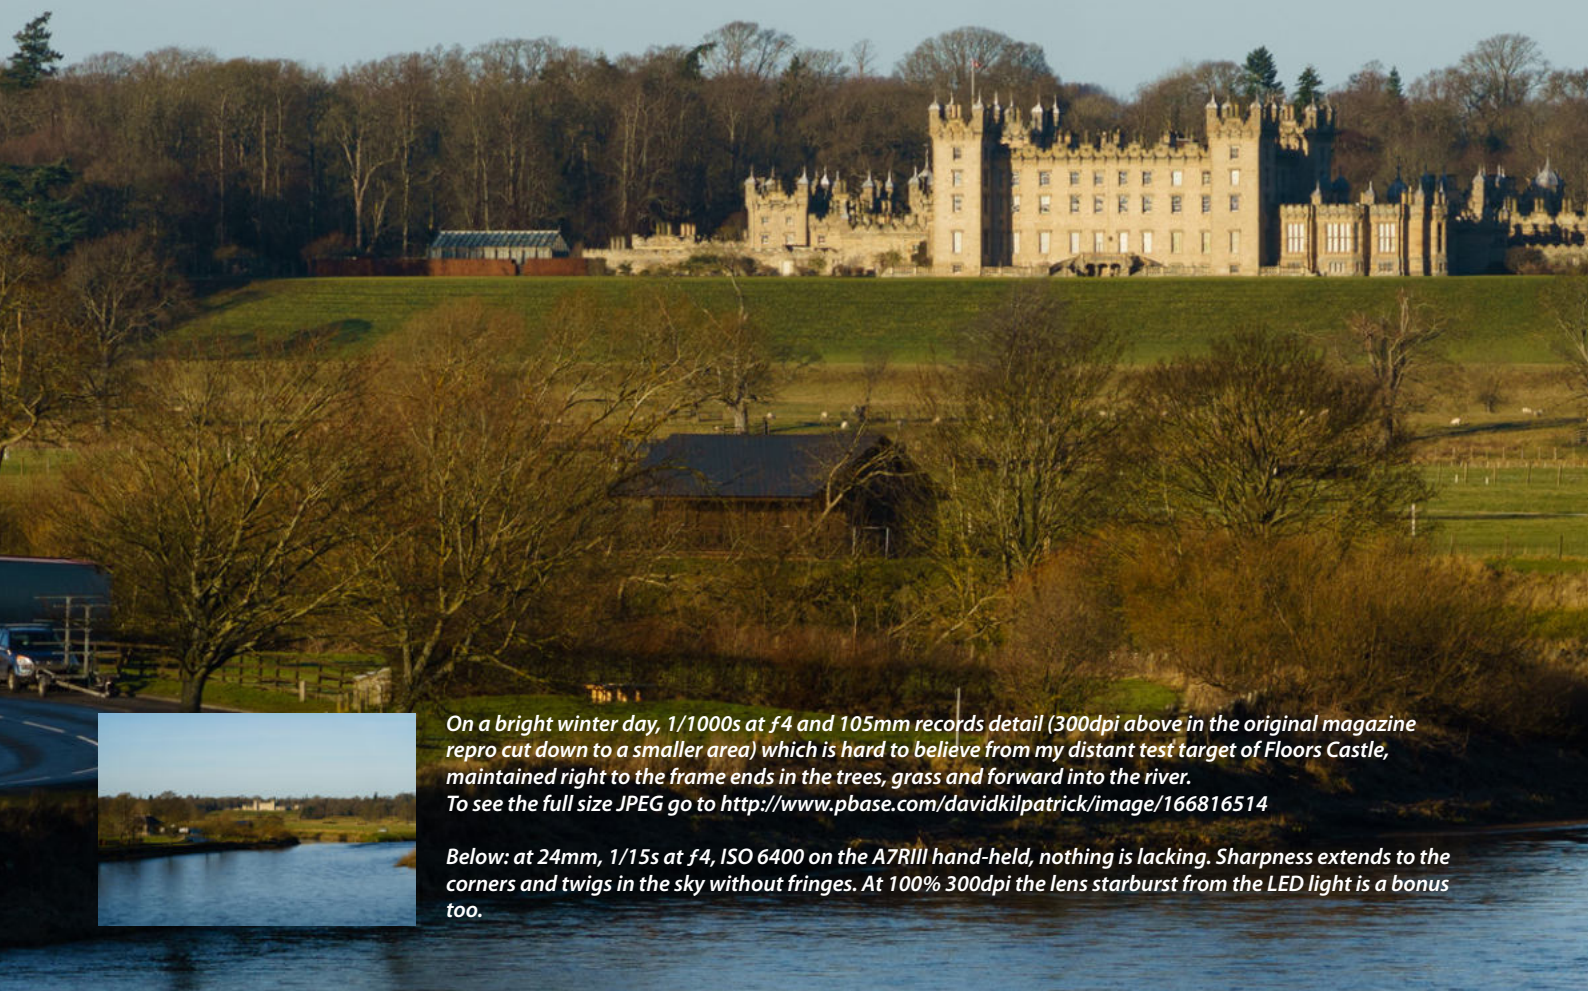 On a bright winter day, 1/1000s at ƒ4 and 105mm records detail (300dpi above in the original magazine
repro cut down to a smaller area) which is hard to believe from my distant test target of Floors Castle,
maintained right to the frame ends in the trees, grass and forward into the river.
To see the full size JPEG go to http://www.pbase.com/davidkilpatrick/image/166816514
Below: at 24mm, 1/15s at ƒ4, ISO 6400 on the A7RIII hand-held, nothing is lacking. Sharpness extends to the
corners and twigs in the sky without fringes. At 100% 300dpi the lens starburst from the LED light is a bonus
too.